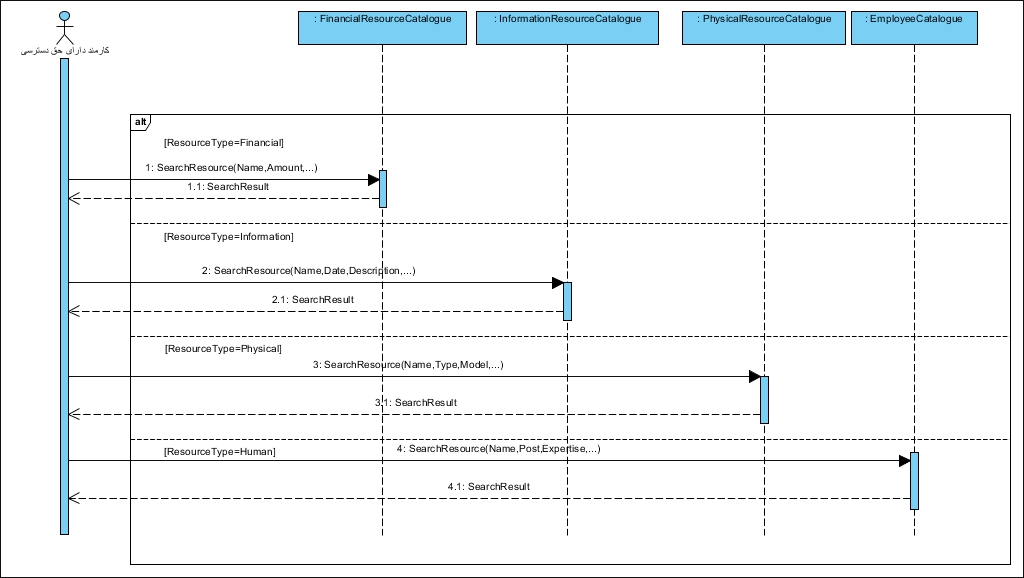 : FinancialResourceCatalogue
: InformationResourceCatalogue
: PhysicalResourceCatalogue
: EmployeeCatalogue
کارمند دارای حق دسترسی
alt
[ResourceType=Financial]
1: SearchResource(Name,Amount,...)
1.1: SearchResult
[ResourceType=Information]
2: SearchResource(Name,Date,Description,...)
2.1: SearchResult
[ResourceType=Physical]
3: SearchResource(Name,Type,Model,...)
3.1: SearchResult
4: SearchResource(Name,Post,Expertise,...)
[ResourceType=Human]
4.1: SearchResult